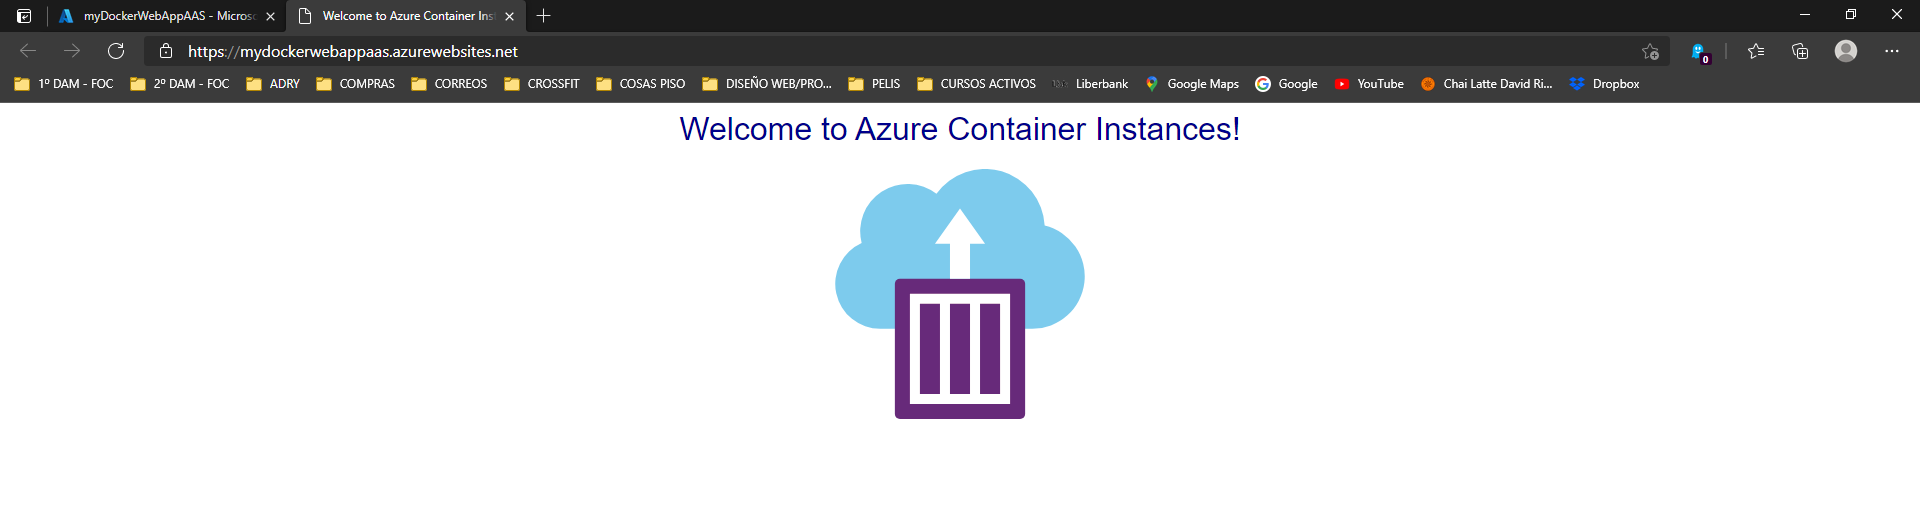 myDockerWebAppAAS - Microsc
Welcome to Azure Container Ins
https://mydockerwebappaas.azurewebsites.net
0
1º DAM - FOC
2º DAM - FOC
ADRY
COMPRAS
CORREOS
CROSSFIT
COSAS PISO
DISEÑO WEB/PRO...
PELIS
CURSOS ACTIVOS
Liberbank
Google Maps
Google
YouTube
Chai Latte David Ri...
Dropbox
Welcome to Azure Container Instances!